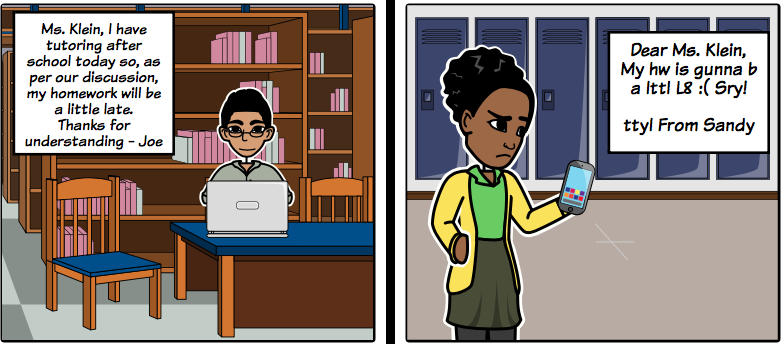 Ms. Klein, I have
tutoring after
school today so, as
per our discussion,
my homework will be
a little late.
Thanks for
understanding - Joe
Dear Ms. Klein,
My hw is gunna b
a lttl L8 :( Sry!
ttyl From Sandy